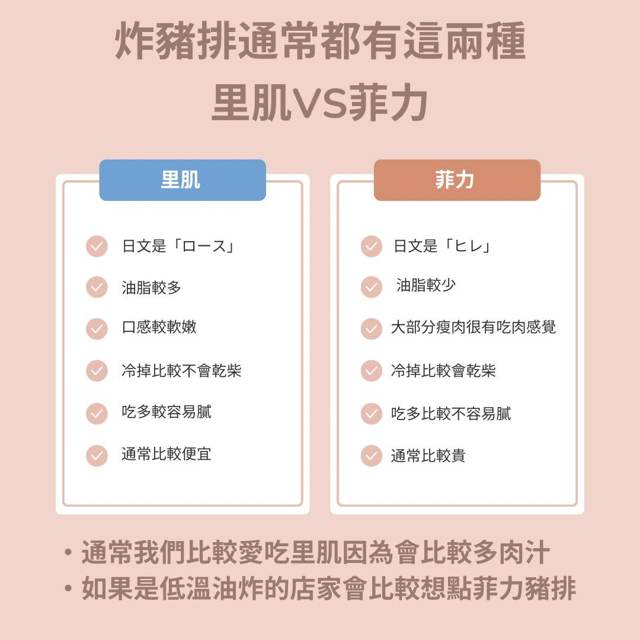 炸豬排通常都有這兩種
里肌VS菲力
里肌
日文是「ロース」
油脂較多
口感較軟嫩
冷掉比較不會乾柴
吃多較容易膩
通常比較便宜
菲力
日文是「ヒレ」
油脂較少
大部分瘦肉很有吃肉感覺
冷掉比較會乾柴
吃多比較不容易膩
通常比較貴
• 通常我們比較愛吃里肌因為會比較多肉汁
• 如果是低溫油炸的店家會比較想點菲力豬排